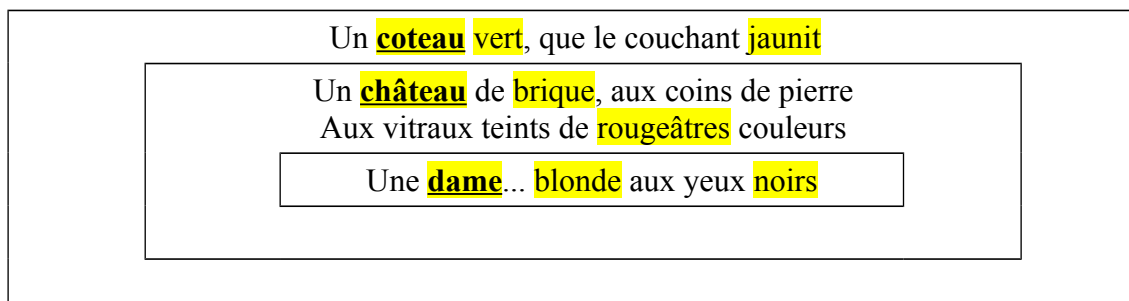 Un coteau vert, que le couchant jaunit
Un château de brique, aux coins de pierre
Aux vitraux teints de rougeâtres couleurs
Une dame... blonde aux yeux noirs